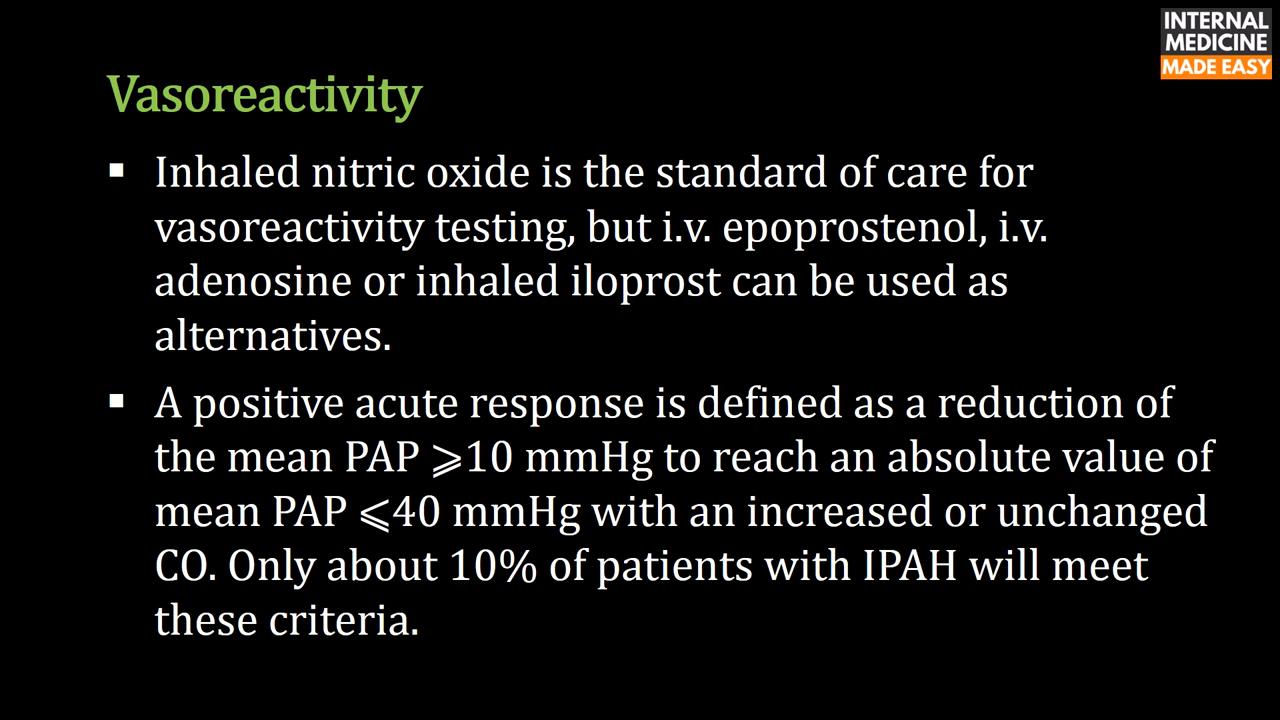 INTERNAL
MEDICINE
MADE EASY
Vasoreactivity
▪ Inhaled nitric oxide is the standard of care for
vasoreactivity testing, but i.v. epoprostenol, i.v.
adenosine or inhaled iloprost can be used as
alternatives.
▪ A positive acute response is defined as a reduction of
the mean PAP ⩾10 mmHg to reach an absolute value of
mean PAP ⩽40 mmHg with an increased or unchanged
CO. Only about 10% of patients with IPAH will meet
these criteria.